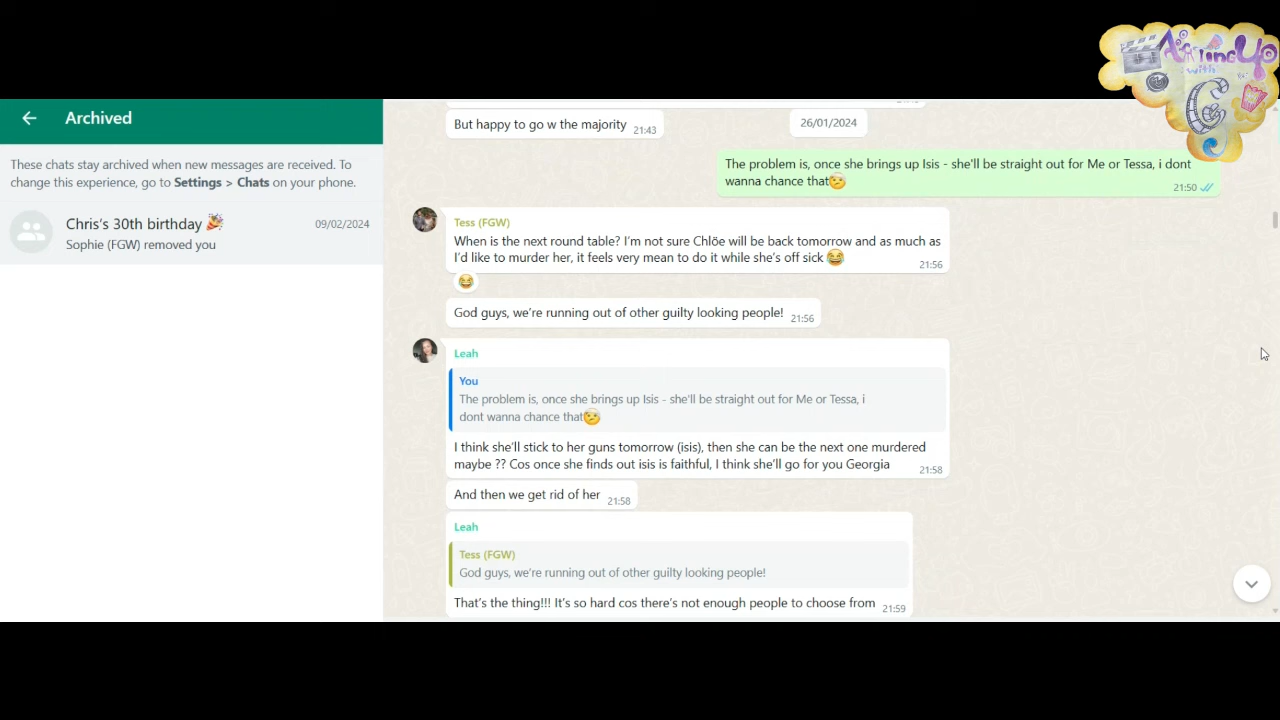 Archived
These chats stay archived when new messages are received. To
change this experience, go to Settings > Chats on your phone.
Chris's 30th birthday 🎉 09/02/2024
Sophie (FGW) removed you
But happy to go w the majority 21:43
26/01/2024
The problem is, once she brings up Isis - she'll be straight out for Me or Tessa, i dont
wanna chance that🤕 21:50
Tess (FGW)
When is the next round table? I'm not sure Chlöe will be back tomorrow and as much as
I'd like to murder her, it feels very mean to do it while she's off sick 😂 21:56
😂
God guys, we're running out of other guilty looking people! 21:56
Leah
You
The problem is, once she brings up Isis - she'll be straight out for Me or Tessa, i
dont wanna chance that🤕
I think she'll stick to her guns tomorrow (isis), then she can be the next one murdered
maybe ?? Cos once she finds out isis is faithful, I think she'll go for you Georgia 21:58
And then we get rid of her 21:58
Leah
Tess (FGW)
God guys, we're running out of other guilty looking people!
That's the thing!!! It's so hard cos there's not enough people to choose from 21:59
with